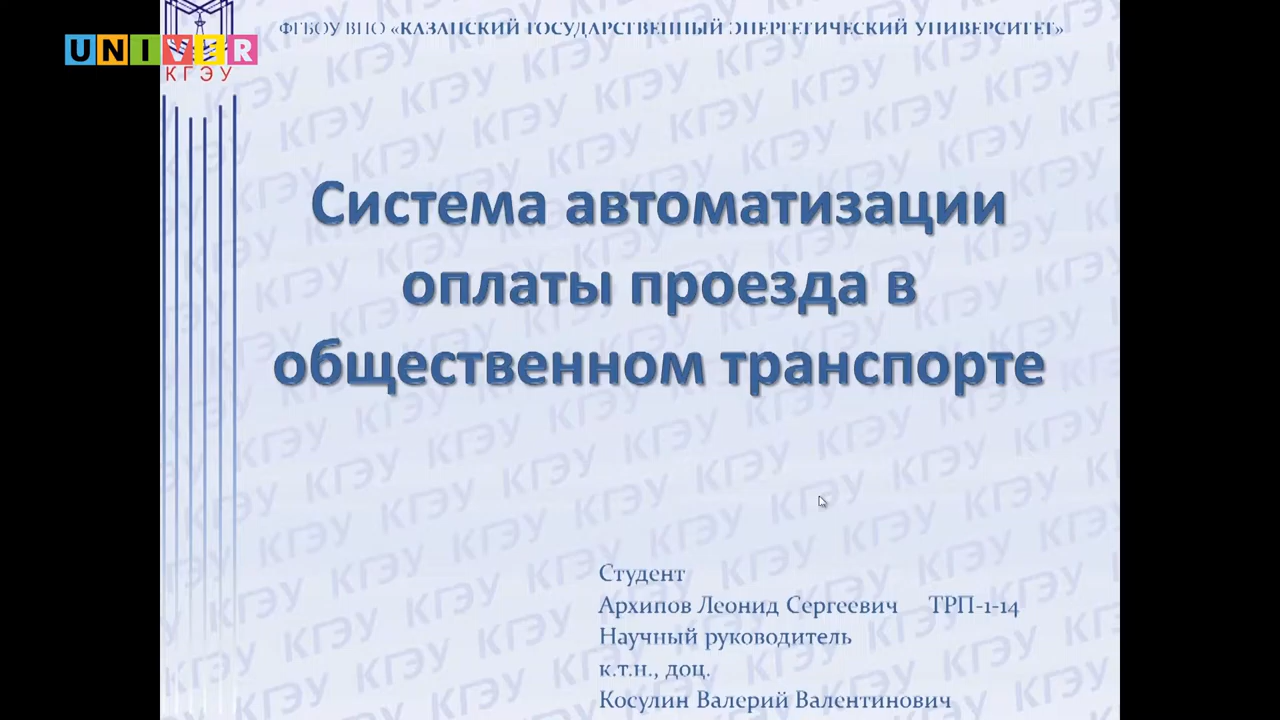 UNIVER
КГЭУ
ФГБОУ ВПО «КАЗАНСКИЙ ГОСУДАРСТВЕННЫЙ ЭНЕРГЕТИЧЕСКИЙ УНИВЕРСИТЕТ»
Система автоматизации
оплаты проезда в
общественном транспорте
Студент
Архипов Леонид Сергеевич ТРП-1-14
Научный руководитель
к.т.н., доц.
Косулин Валерий Валентинович